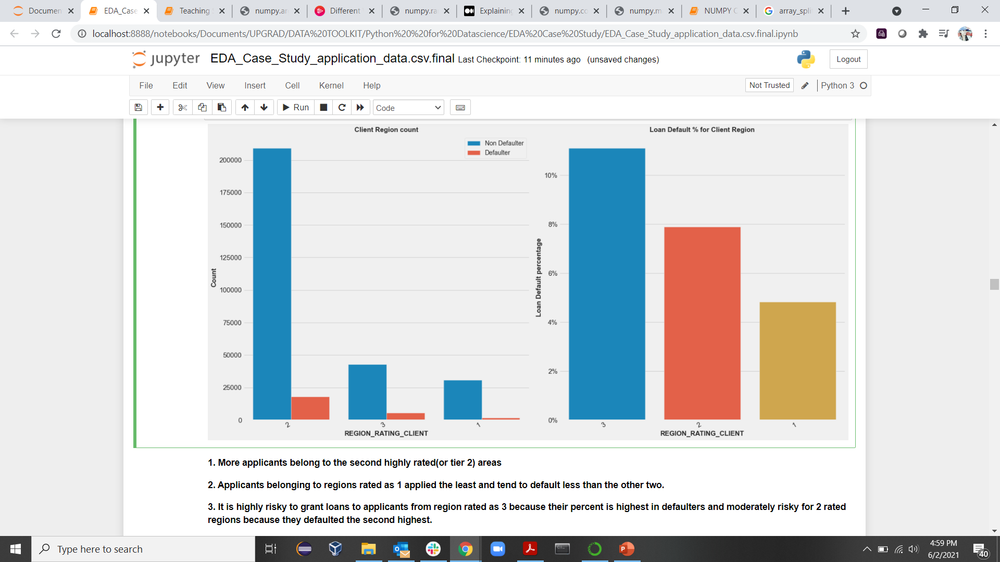 Documen
EDA_Case
Teaching
numpy.ar
Different
numpy.ra
Explaining
numpy.co
numpy.m
NUMPY C
array_spli
localhost:8888/notebooks/Documents/UPGRAD/DATA%20TOOLKIT/Python%20%20for%20Datascience/EDA%20Case%20Study/EDA_Case_Study_application_data.csv.final.ipynb
jupyter EDA_Case_Study_application_data.csv.final Last Checkpoint: 11 minutes ago (unsaved changes)
Logout
File Edit View Insert Cell Kernel Help
Not Trusted
Python 3
Run
Code
Client Region count
Non Defaulter
Defaulter
200000
175000
150000
125000
100000
75000
50000
25000
0
Count
2 3 1
REGION_RATING_CLIENT
Loan Default % for Client Region
10%
8%
6%
4%
2%
0%
Loan Default percentage
3 2 1
REGION_RATING_CLIENT
1. More applicants belong to the second highly rated(or tier 2) areas
2. Applicants belonging to regions rated as 1 applied the least and tend to default less than the other two.
3. It is highly risky to grant loans to applicants from region rated as 3 because their percent is highest in defaulters and moderately risky for 2 rated
regions because they defaulted the second highest.
Type here to search
4:59 PM
6/2/2021
40